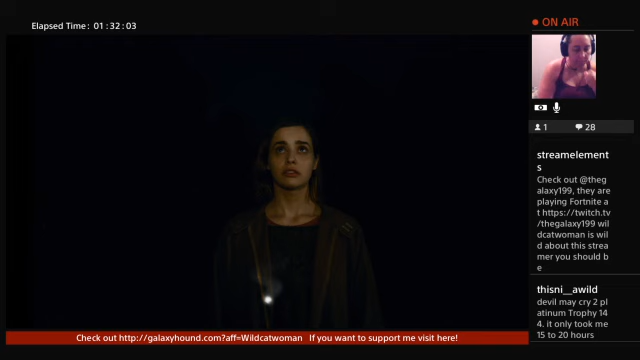 Elapsed Time: 01:32:03
ON AIR
1 28
streamelement
s
Check out @theg
alaxy199, they are
playing Fortnite a
t https://twitch.tv
/thegalaxy199 wil
dcatwoman is wil
d about this strea
mer you should b
e
thisni__awild
devil may cry 2 pl
atinum Trophy 14
4. it only took me
15 to 20 hours
Check out http://galaxyhound.com?aff=Wildcatwoman If you want to support me visit here!